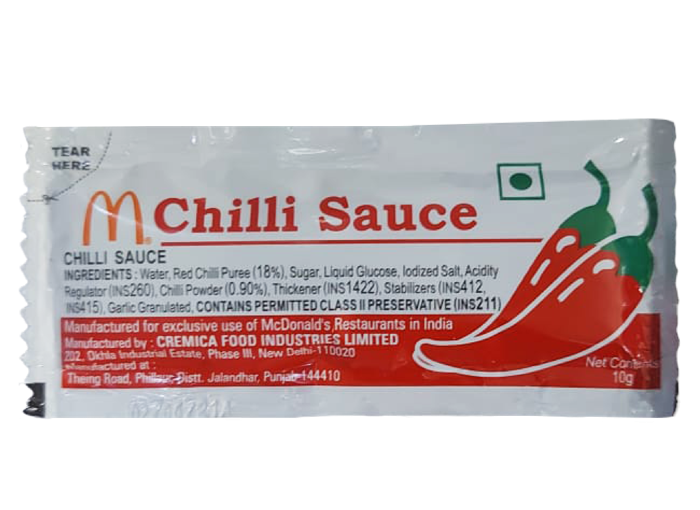 TEAR
HERE
M Chilli Sauce
CHILLI SAUCE
INGREDIENTS : Water, Red Chilli Puree (18%), Sugar, Liquid Glucose, Iodized Salt, Acidity
Regulator (INS260), Chilli Powder (0.90%), Thickener (INS1422), Stabilizers (INS412,
INS415), Garlic Granulated, CONTAINS PERMITTED CLASS II PRESERVATIVE (INS211)
Manufactured for exclusive use of McDonald's Restaurants in India
Manufactured by : CREMICA FOOD INDUSTRIES LIMITED
202, Okhla Industrial Estate, Phase III, New Delhi-110020
Manufactured at :
Theing Road, Phillaur, Distt. Jalandhar, Punjab-144410
Net Contents
10g